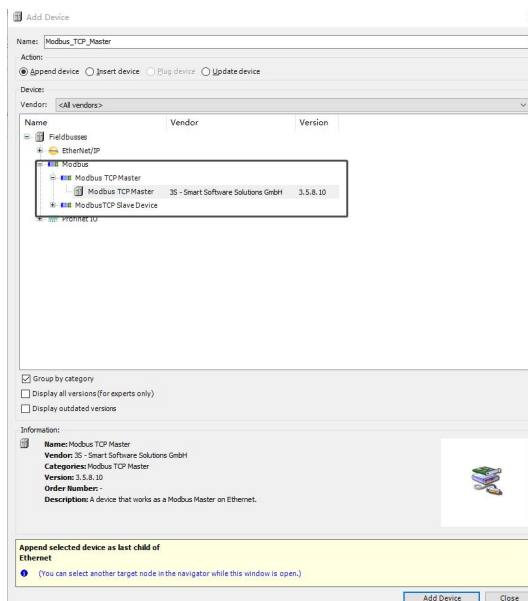 Add Device
Name: Modbus_TCP_Master
Action:
Append device Insert device Plug device Update device
Device:
Vendor: <All vendors>
Name Vendor Version
Fieldbusses
EtherNet/IP
Modbus
Modbus TCP Master
Modbus TCP Master 3S - Smart Software Solutions GmbH 3.5.8.10
ModbusTCP Slave Device
Profinet IO
Group by category
Display all versions (for experts only)
Display outdated versions
Information:
Name: Modbus TCP Master
Vendor: 3S - Smart Software Solutions GmbH
Categories: Modbus TCP Master
Version: 3.5.8.10
Order Number: -
Description: A device that works as a Modbus Master on Ethernet.
Append selected device as last child of
Ethernet
(You can select another target node in the navigator while this window is open.)
Add Device Close